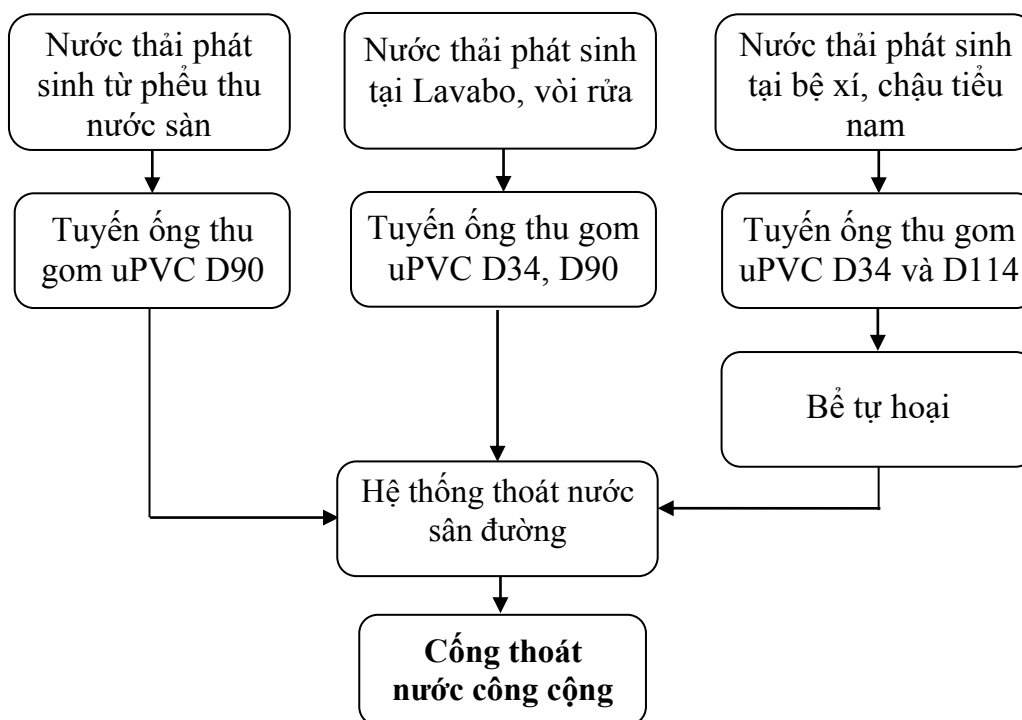 Nước thải phát
sinh từ phểu thu
nước sàn
Nước thải phát sinh
tại Lavabo, vòi rửa
Nước thải phát sinh
tại bệ xí, chậu tiểu
nam
Tuyến ống thu
gom uPVC D90
Tuyến ống thu gom
uPVC D34, D90
Tuyến ống thu gom
uPVC D34 và D114
Bể tự hoại
Hệ thống thoát nước
sân đường
Cống thoát
nước công cộng